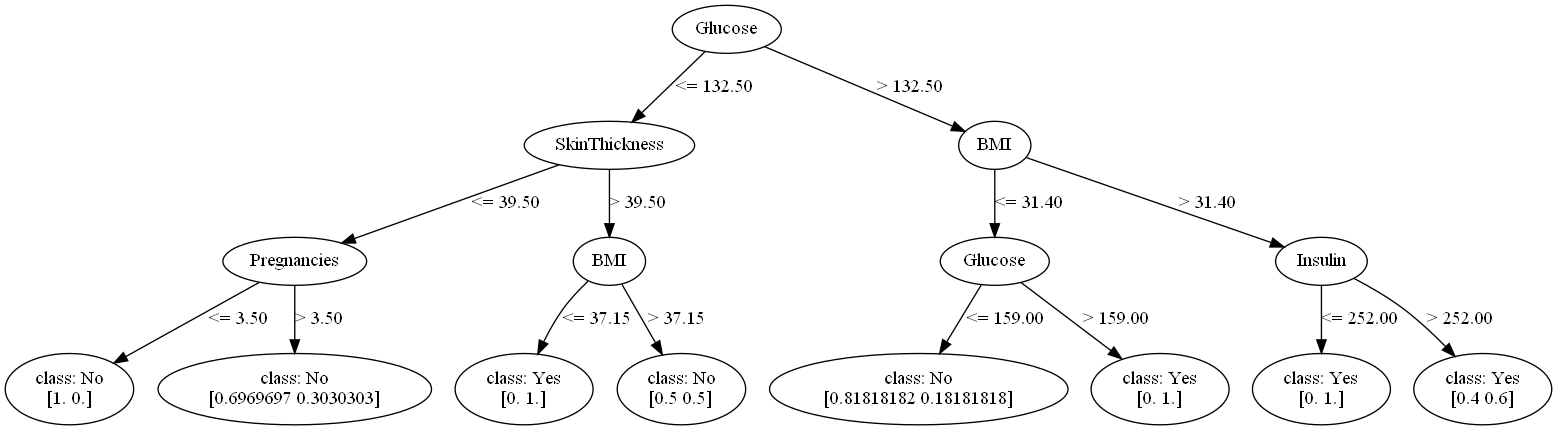 Glucose
<= 132.50
> 132.50
SkinThickness
BMI
<= 39.50
> 39.50
<= 31.40
> 31.40
Pregnancies
BMI
Glucose
Insulin
<= 3.50
> 3.50
<= 37.15
> 37.15
<= 159.00
> 159.00
<= 252.00
> 252.00
class: No
[1. 0.]
class: No
[0.6969697 0.3030303]
class: Yes
[0. 1.]
class: No
[0.5 0.5]
class: No
[0.81818182 0.18181818]
class: Yes
[0. 1.]
class: Yes
[0. 1.]
class: Yes
[0.4 0.6]